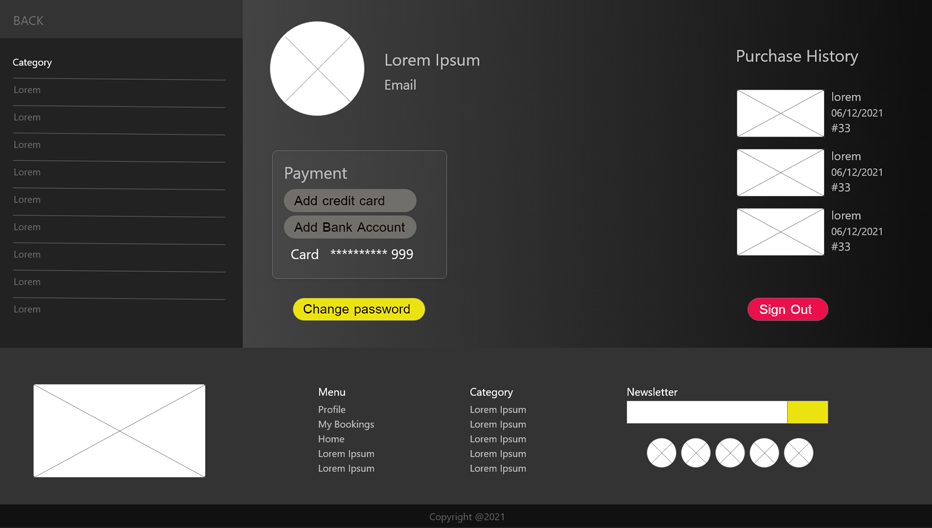 BACK
Category
Lorem
Lorem
Lorem
Lorem
Lorem
Lorem
Lorem
Lorem
Lorem
Lorem Ipsum
Email
Payment
Add credit card
Add Bank Account
Card ********** 999
Change password
Purchase History
lorem
06/12/2021
#33
lorem
06/12/2021
#33
lorem
06/12/2021
#33
Sign Out
Menu
Profile
My Bookings
Home
Lorem Ipsum
Lorem Ipsum
Category
Lorem Ipsum
Lorem Ipsum
Lorem Ipsum
Lorem Ipsum
Lorem Ipsum
Newsletter
Copyright @2021